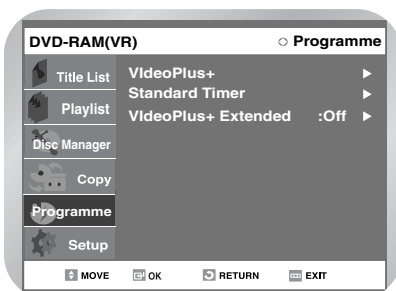 DVD-RAM(VR) Programme
Title List
VIdeoPlus+
Standard Timer
Playlist
VIdeoPlus+ Extended :Off
Disc Manager
Copy
Programme
Setup
MOVE OK RETURN EXIT